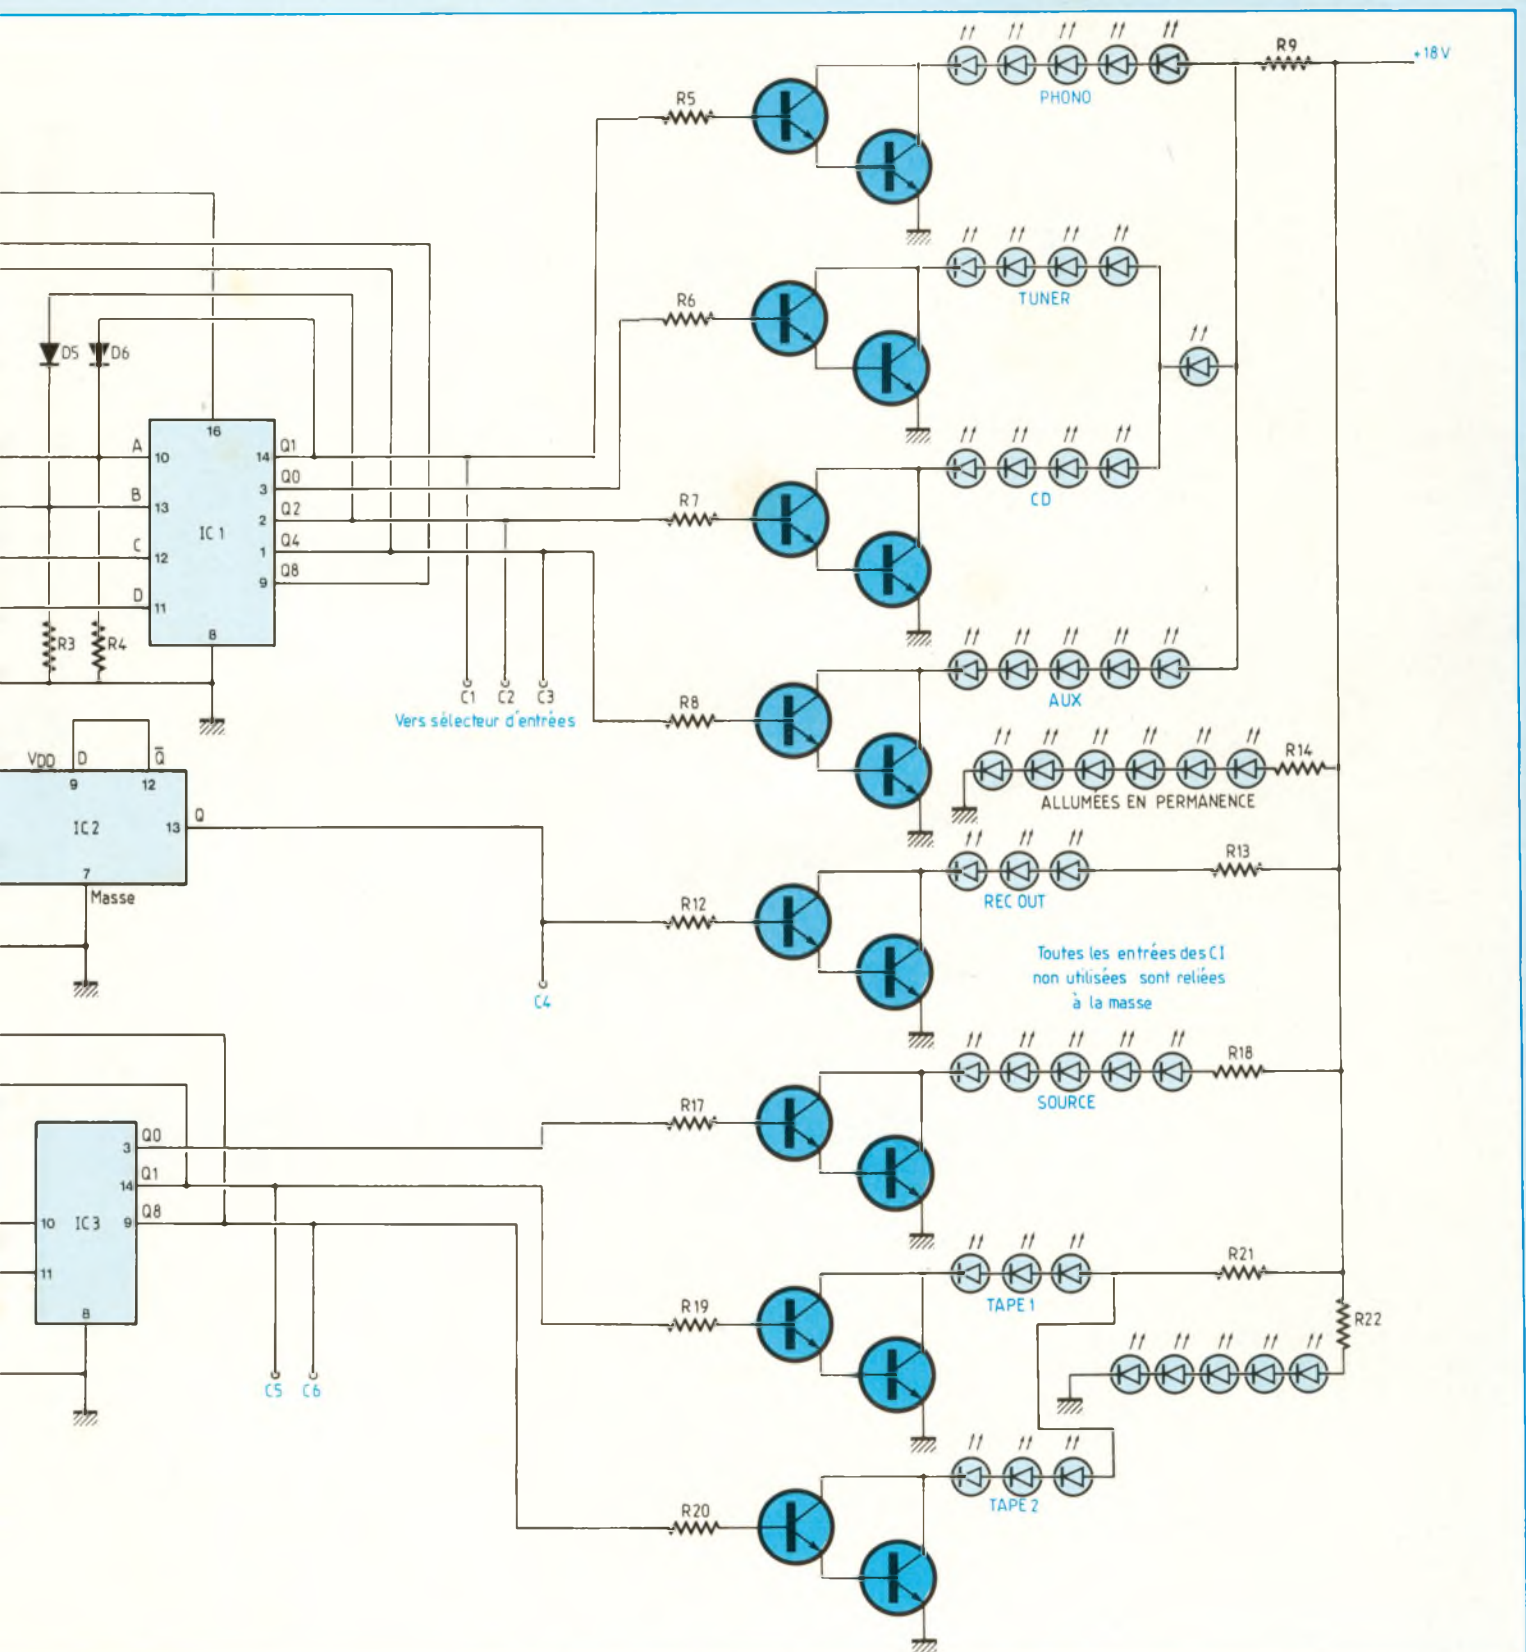 R9
+18V
PHONO
R5
R6
TUNER
D5
D6
16
A
10
14
Q1
3
Q0
B
13
2
Q2
IC 1
C
12
1
Q4
9
Q8
D
11
8
R3
R4
R7
CD
C1
C2
C3
Vers sélecteur d'entrées
R8
AUX
R14
ALLUMÉES EN PERMANENCE
VDD
D
Q̅
9
12
IC 2
13
Q
7
Masse
R12
C4
R13
REC OUT
Toutes les entrées des CI
non utilisées sont reliées
à la masse
R18
SOURCE
R17
3
Q0
14
Q1
10
IC 3
9
Q8
11
8
R19
R21
TAPE 1
R22
C5
C6
R20
TAPE 2